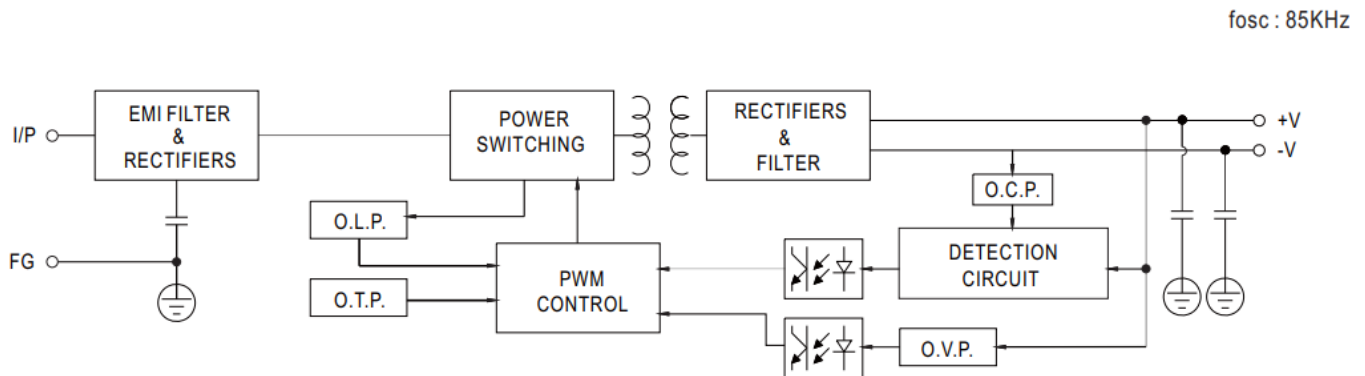 fosc : 85KHz
I/P
EMI FILTER
&
RECTIFIERS
POWER
SWITCHING
RECTIFIERS
&
FILTER
+V
-V
O.C.P.
O.L.P.
FG
DETECTION
CIRCUIT
PWM
CONTROL
O.T.P.
O.V.P.